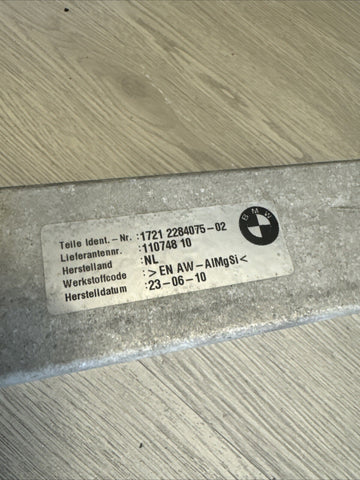 BMW
Teile Ident.-Nr. :1721 2284075-02
Lieferantennr. :110748 10
Herstelland :NL
Werkstoffcode :>EN AW-AlMgSi<
Herstelldatum :23-06-10